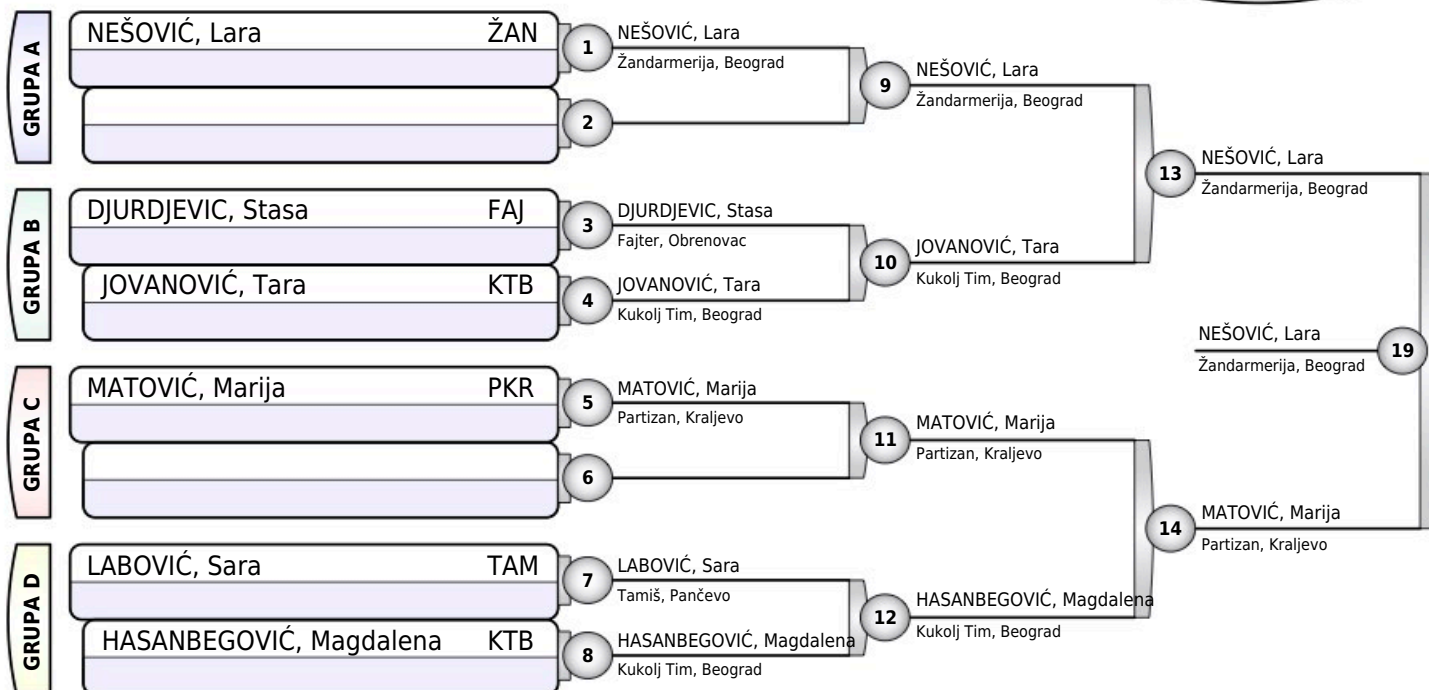 GRUPA A
NEŠOVIĆ, Lara ŽAN
1
NEŠOVIĆ, Lara
Žandarmerija, Beograd
2
9
NEŠOVIĆ, Lara
Žandarmerija, Beograd
GRUPA B
DJURDJEVIC, Stasa FAJ
3
DJURDJEVIC, Stasa
Fajter, Obrenovac
JOVANOVIĆ, Tara KTB
4
JOVANOVIĆ, Tara
Kukolj Tim, Beograd
10
JOVANOVIĆ, Tara
Kukolj Tim, Beograd
13
NEŠOVIĆ, Lara
Žandarmerija, Beograd
NEŠOVIĆ, Lara
Žandarmerija, Beograd
19
GRUPA C
MATOVIĆ, Marija PKR
5
MATOVIĆ, Marija
Partizan, Kraljevo
6
11
MATOVIĆ, Marija
Partizan, Kraljevo
14
MATOVIĆ, Marija
Partizan, Kraljevo
GRUPA D
LABOVIĆ, Sara TAM
7
LABOVIĆ, Sara
Tamiš, Pančevo
HASANBEGOVIĆ, Magdalena KTB
8
HASANBEGOVIĆ, Magdalena
Kukolj Tim, Beograd
12
HASANBEGOVIĆ, Magdalena
Kukolj Tim, Beograd